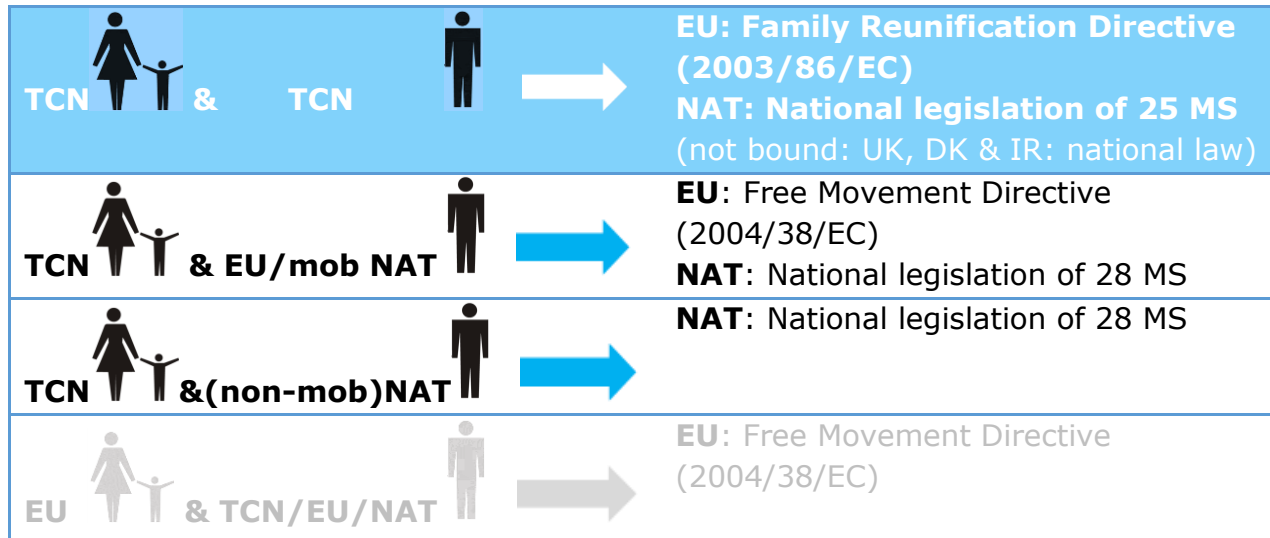 TCN & TCN
EU: Family Reunification Directive
(2003/86/EC)
NAT: National legislation of 25 MS
(not bound: UK, DK & IR: national law)
TCN & EU/mob NAT
EU: Free Movement Directive
(2004/38/EC)
NAT: National legislation of 28 MS
TCN &(non-mob)NAT
NAT: National legislation of 28 MS
EU & TCN/EU/NAT
EU: Free Movement Directive
(2004/38/EC)